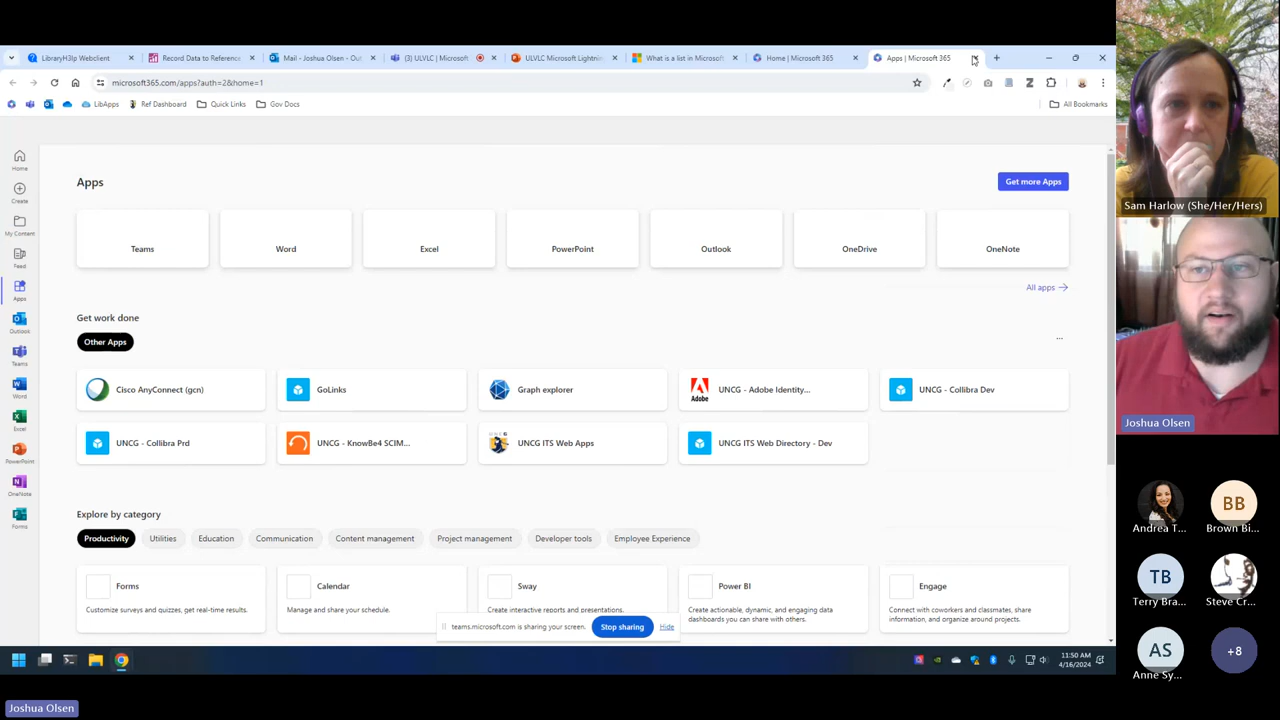 LibraryH3lp Webclient
Record Data to Reference
Mail - Joshua Olsen - Out
(3) ULVLC | Microsoft
ULVLC Microsoft Lightning
What is a list in Microsoft
Home | Microsoft 365
Apps | Microsoft 365
microsoft365.com/apps?auth=2&home=1
LibApps
Ref Dashboard
Quick Links
Gov Docs
All Bookmarks
Home
Create
My Content
Feed
Apps
Outlook
Teams
Word
Excel
PowerPoint
OneNote
Forms
Apps
Get more Apps
Teams
Word
Excel
PowerPoint
Outlook
OneDrive
OneNote
All apps
Get work done
Other Apps
...
Cisco AnyConnect (gcn)
GoLinks
Graph explorer
UNCG - Adobe Identity...
UNCG - Collibra Dev
UNCG - Collibra Prd
UNCG - KnowBe4 SCIM...
UNCG ITS Web Apps
UNCG ITS Web Directory - Dev
Explore by category
Productivity
Utilities
Education
Communication
Content management
Project management
Developer tools
Employee Experience
Forms
Customize surveys and quizzes, get real-time results.
Calendar
Manage and share your schedule.
Sway
Create interactive reports and presentations.
Power BI
Create actionable, dynamic, and engaging data
dashboards you can share with others.
Engage
Connect with coworkers and classmates, share
information, and organize around projects.
teams.microsoft.com is sharing your screen.
Stop sharing
Hide
11:50 AM
4/16/2024
Sam Harlow (She/Her/Hers)
Joshua Olsen
Andrea T...
BB
Brown Bi...
TB
Terry Bra...
Steve Cr...
AS
Anne Sy...
+8
Joshua Olsen